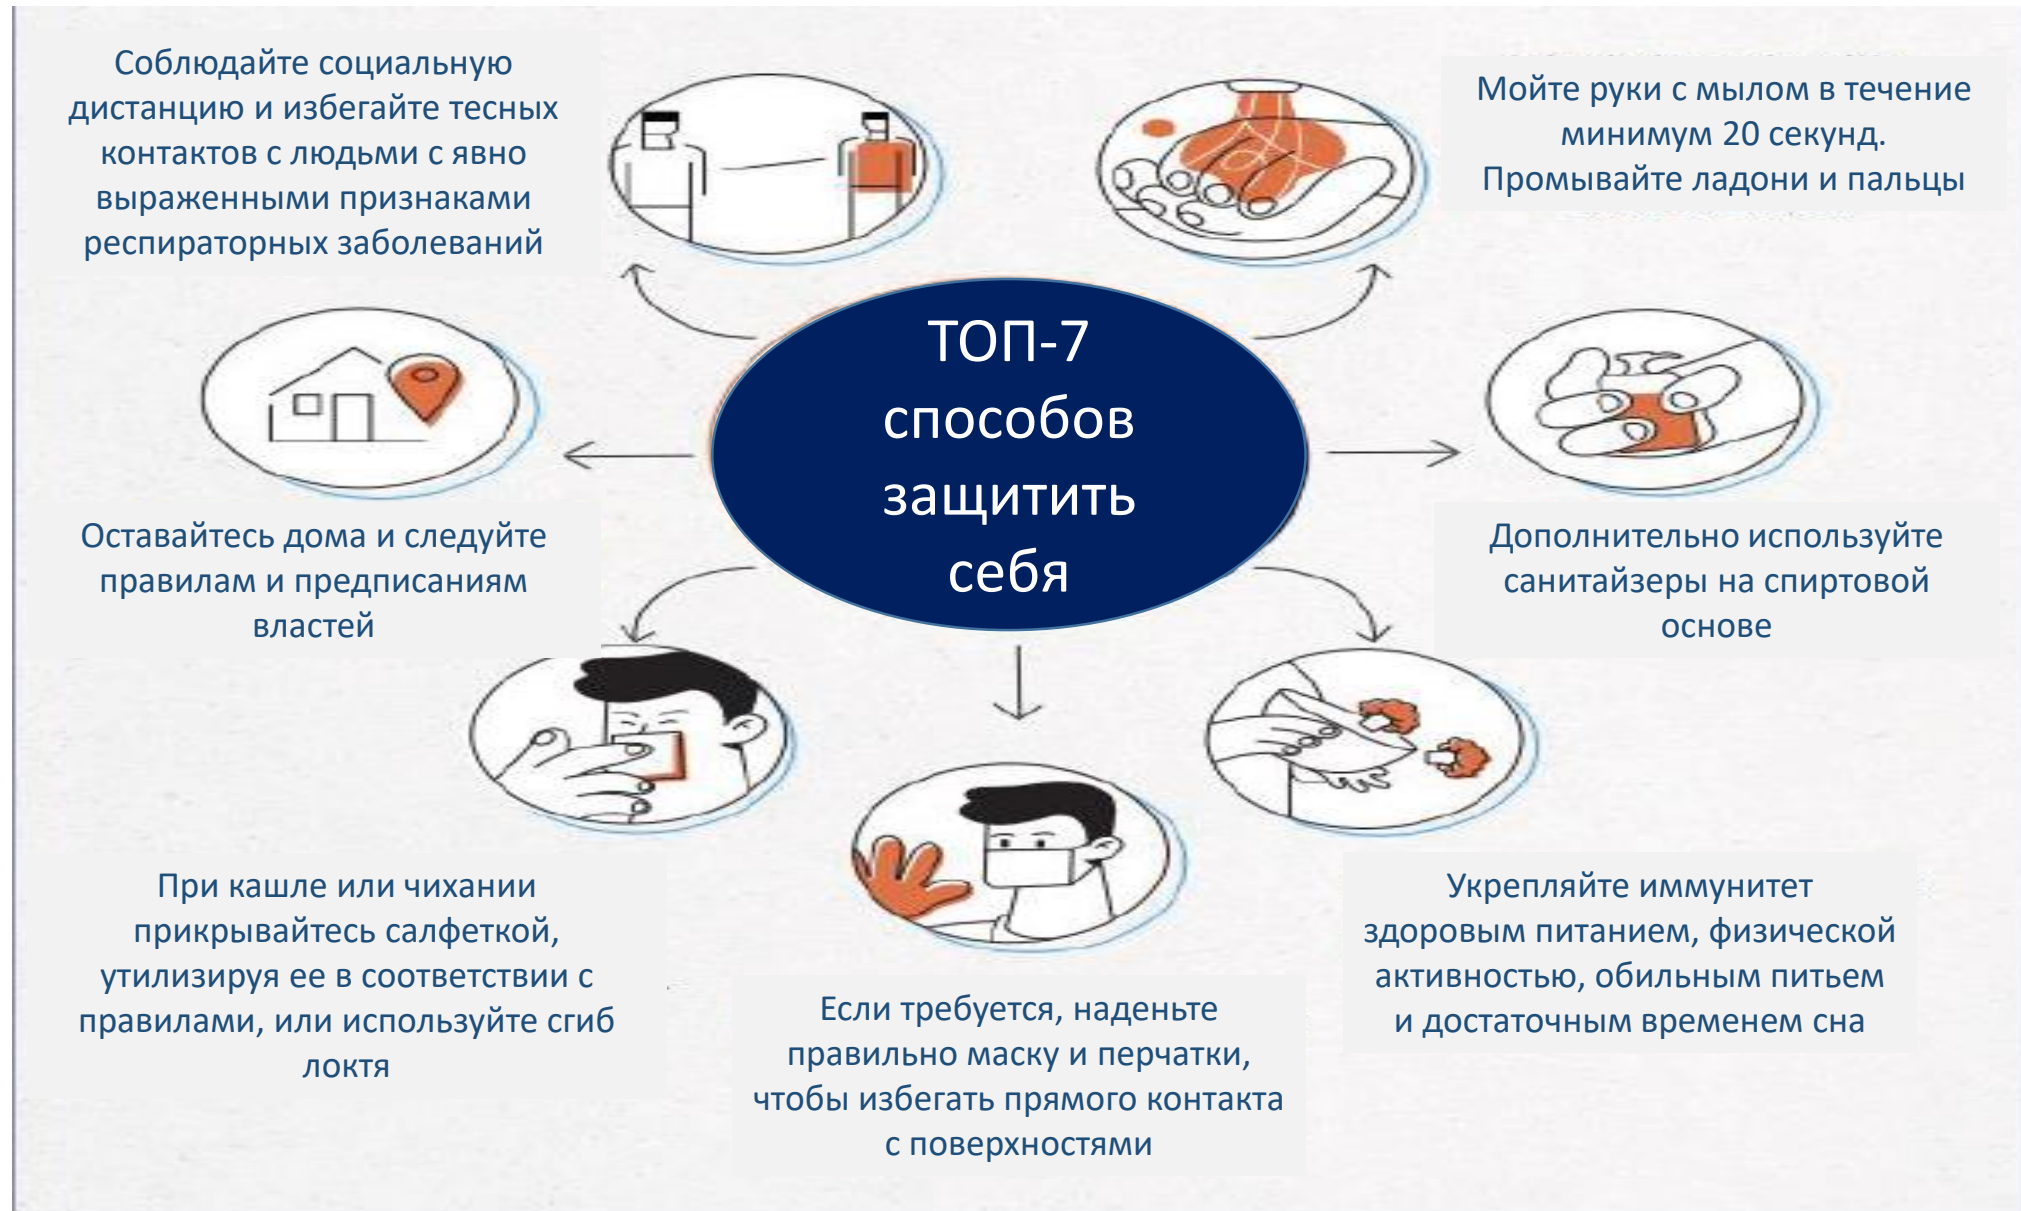 Соблюдайте социальную
дистанцию и избегайте тесных
контактов с людьми с явно
выраженными признаками
респираторных заболеваний
Мойте руки с мылом в течение
минимум 20 секунд.
Промывайте ладони и пальцы
ТОП-7
способов
защитить
себя
Оставайтесь дома и следуйте
правилам и предписаниям
властей
Дополнительно используйте
санитайзеры на спиртовой
основе
При кашле или чихании
прикрывайтесь салфеткой,
утилизируя ее в соответствии с
правилами, или используйте сгиб
локтя
Если требуется, наденьте
правильно маску и перчатки,
чтобы избегать прямого контакта
с поверхностями
Укрепляйте иммунитет
здоровым питанием, физической
активностью, обильным питьем
и достаточным временем сна